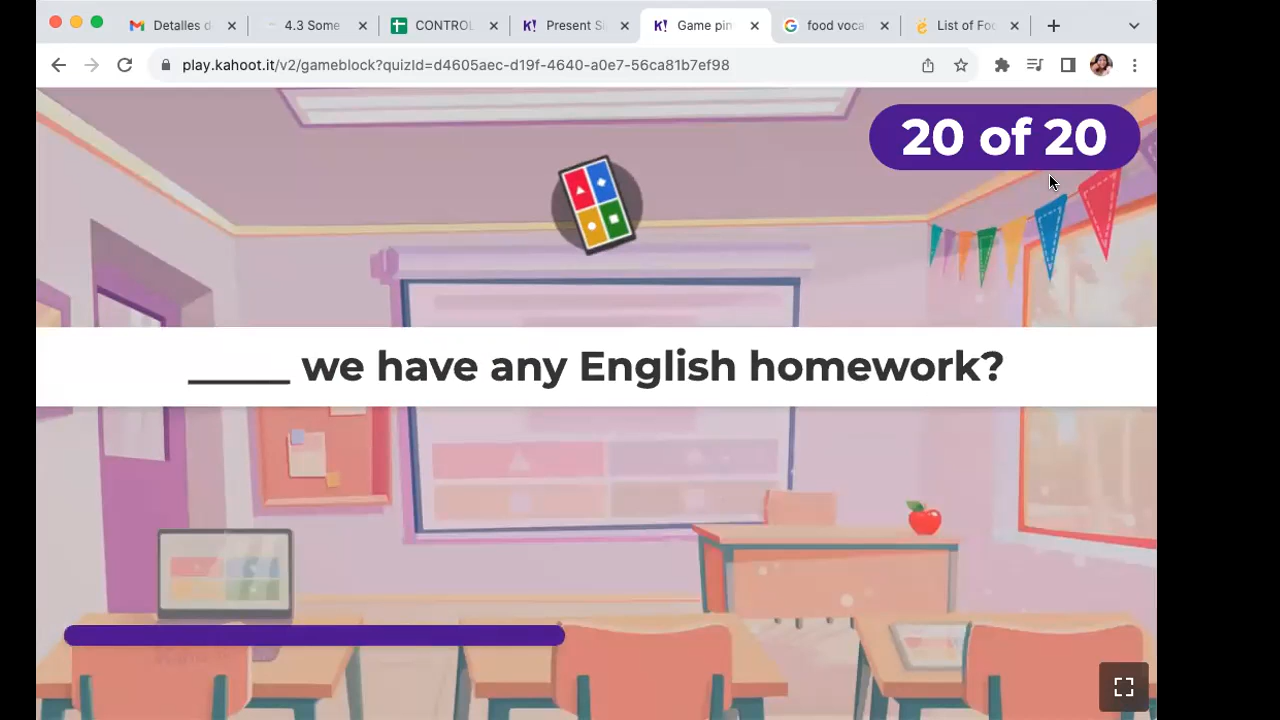 Detalles d
4.3 Some
CONTROL
K! Present Si
K! Game pin
G food voca
List of Foo
play.kahoot.it/v2/gameblock?quizId=d4605aec-d19f-4640-a0e7-56ca81b7ef98
20 of 20
_____ we have any English homework?